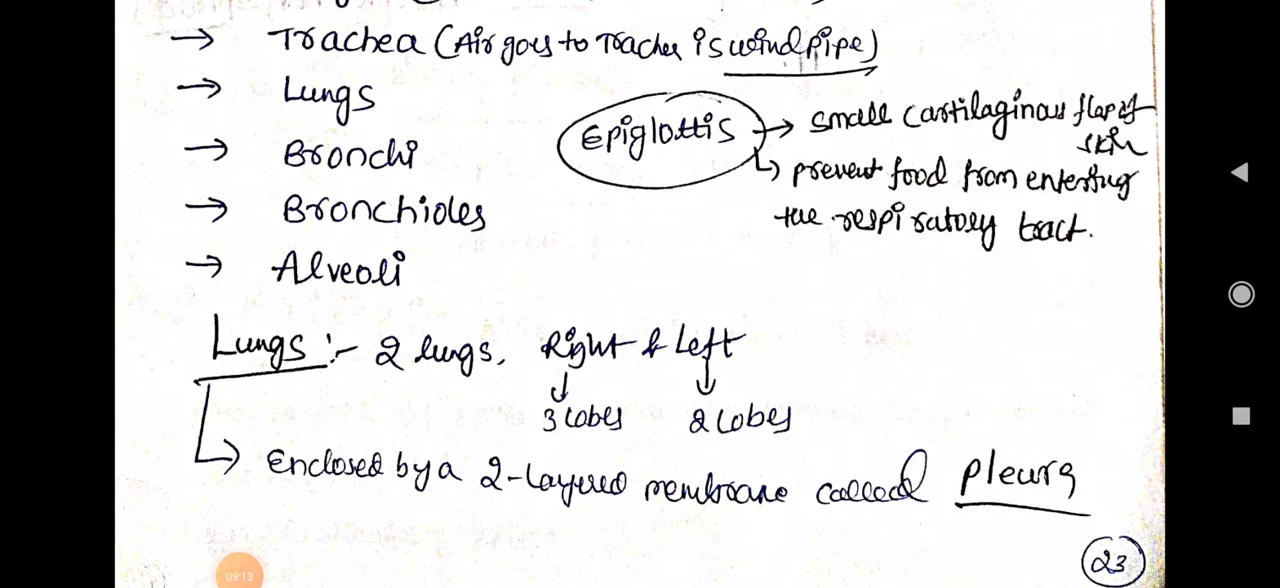 → Trachea (Air goes to Trachea is windpipe)
→ Lungs
Epiglottis → small cartilaginous flap of skin
→ Bronchi
↳ prevent food from entering
the respiratory tract.
→ Bronchioles
→ Alveoli
Lungs :- 2 lungs, Right & Left
3 lobes 2 lobes
↳ Enclosed by a 2-layered membrane called Pleura
23
09:13